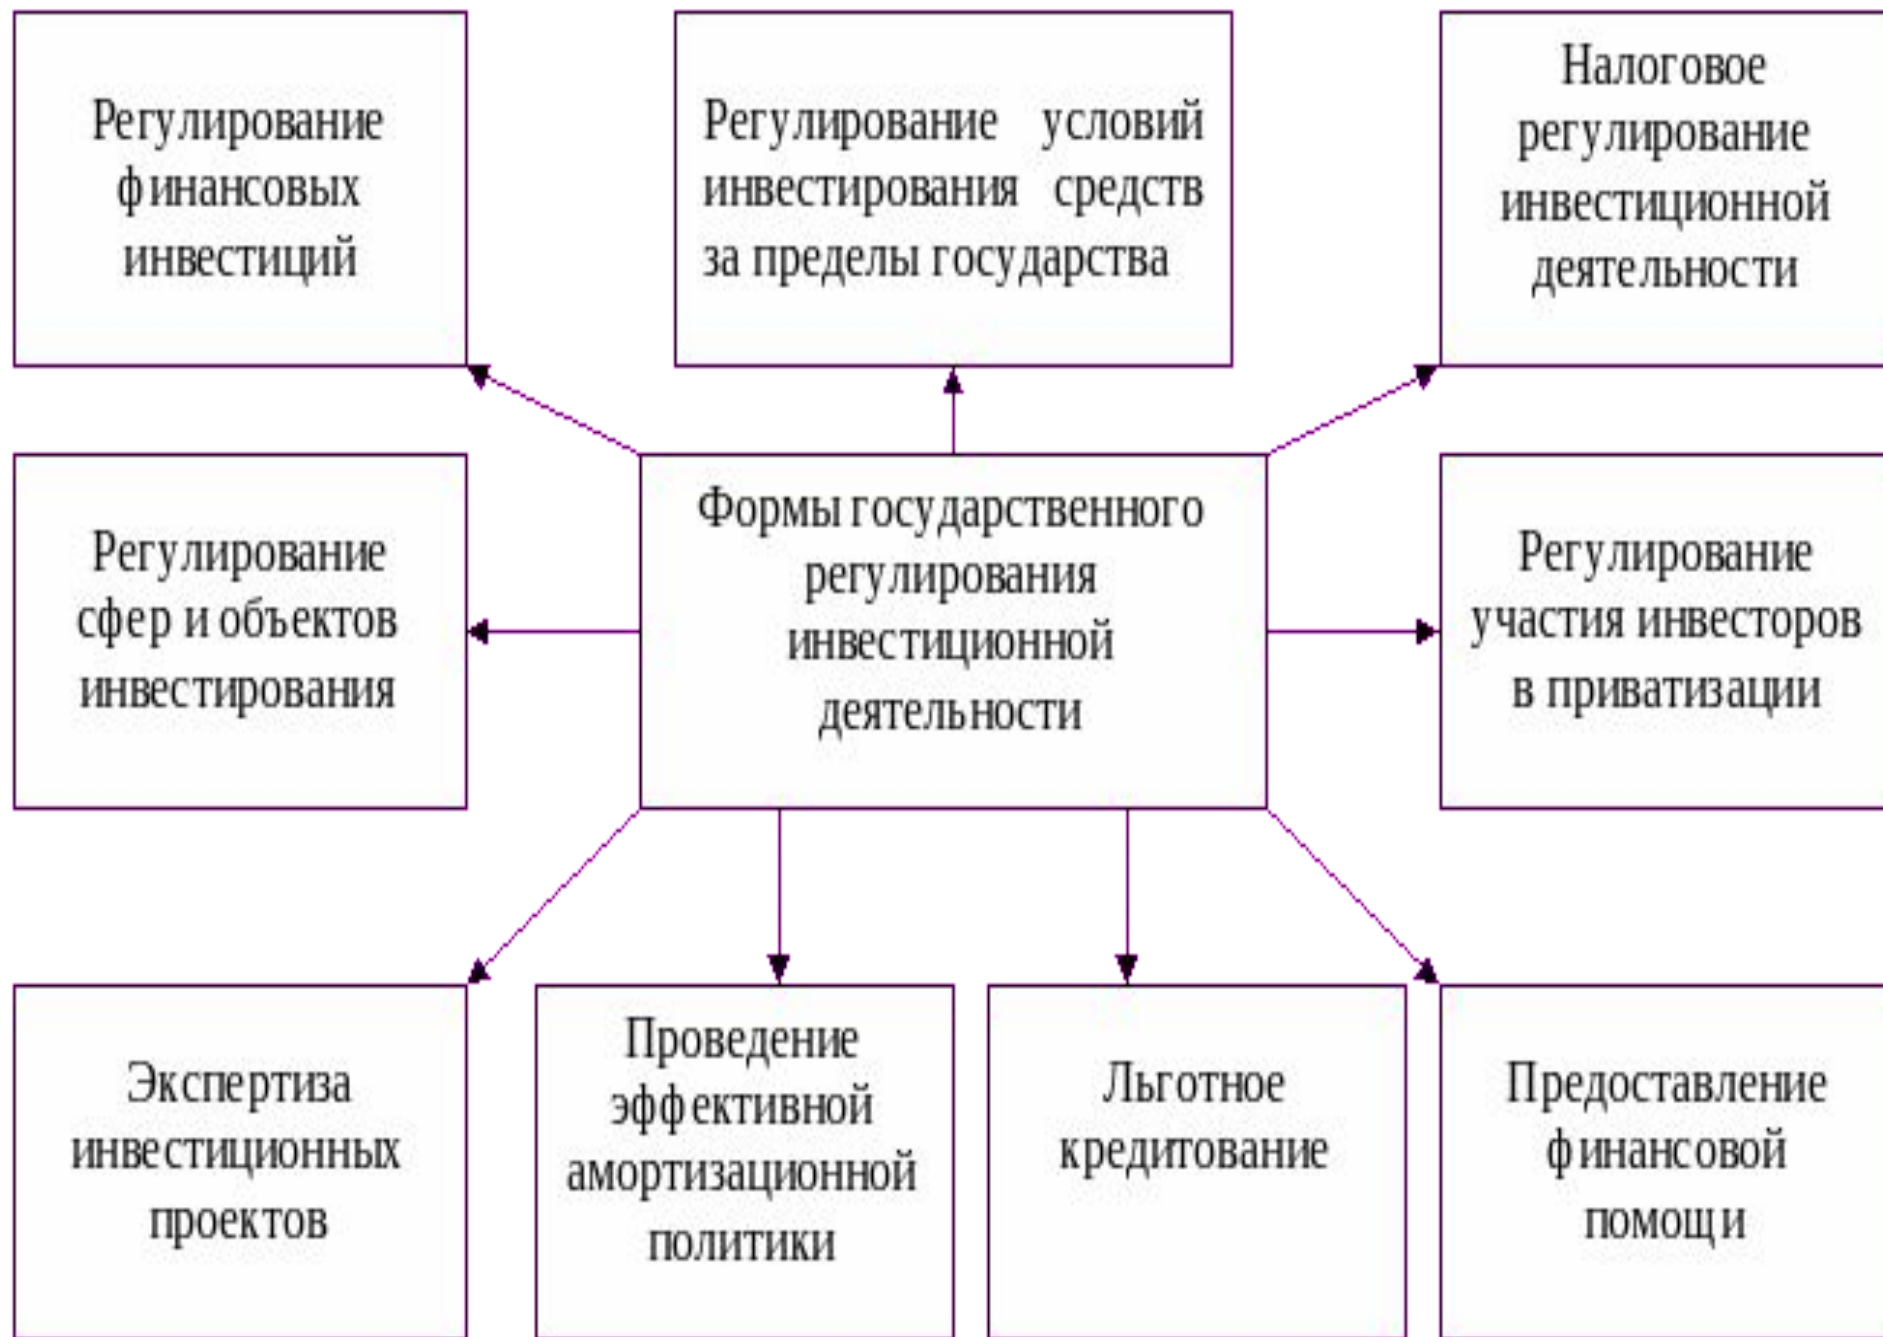 Регулирование
финансовых
инвестиций
Регулирование условий
инвестирования средств
за пределы государства
Налоговое
регулирование
инвестиционной
деятельности
Регулирование
сфер и объектов
инвестирования
Формы государственного
регулирования
инвестиционной
деятельности
Регулирование
участия инвесторов
в приватизации
Экспертиза
инвестиционных
проектов
Проведение
эффективной
амортизационной
политики
Льготное
кредитование
Предоставление
финансовой
помощи